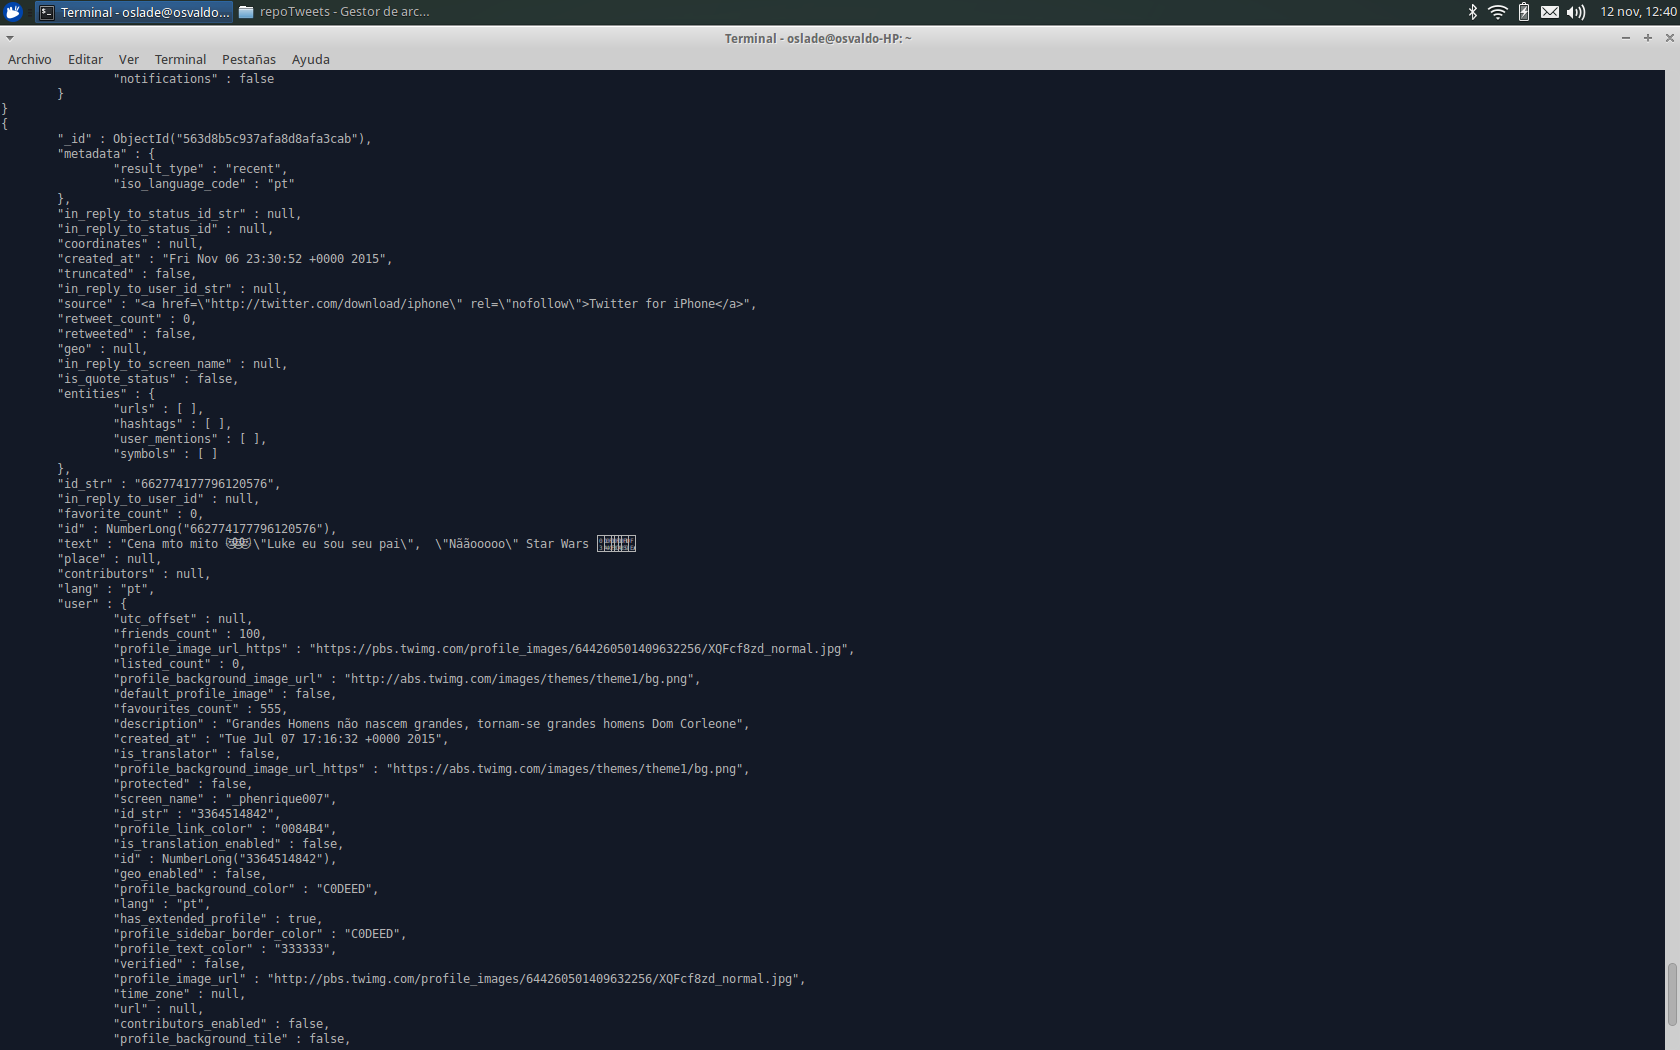 Terminal - oslade@osvaldo... repoTweets - Gestor de arc... 12 nov, 12:40
Terminal - oslade@osvaldo-HP: ~
Archivo Editar Ver Terminal Pestañas Ayuda
"notifications" : false
}
}
{
"_id" : ObjectId("563d8b5c937afa8d8afa3cab"),
"metadata" : {
"result_type" : "recent",
"iso_language_code" : "pt"
},
"in_reply_to_status_id_str" : null,
"in_reply_to_status_id" : null,
"coordinates" : null,
"created_at" : "Fri Nov 06 23:30:52 +0000 2015",
"truncated" : false,
"in_reply_to_user_id_str" : null,
"source" : "<a href=\"http://twitter.com/download/iphone\" rel=\"nofollow\">Twitter for iPhone</a>",
"retweet_count" : 0,
"retweeted" : false,
"geo" : null,
"in_reply_to_screen_name" : null,
"is_quote_status" : false,
"entities" : {
"urls" : [ ],
"hashtags" : [ ],
"user_mentions" : [ ],
"symbols" : [ ]
},
"id_str" : "662774177796120576",
"in_reply_to_user_id" : null,
"favorite_count" : 0,
"id" : NumberLong("662774177796120576"),
"text" : "Cena mto mito \"Luke eu sou seu pai\", \"Nããooooo\" Star Wars
"place" : null,
"contributors" : null,
"lang" : "pt",
"user" : {
"utc_offset" : null,
"friends_count" : 100,
"profile_image_url_https" : "https://pbs.twimg.com/profile_images/644260501409632256/XQFcf8zd_normal.jpg",
"listed_count" : 0,
"profile_background_image_url" : "http://abs.twimg.com/images/themes/theme1/bg.png",
"default_profile_image" : false,
"favourites_count" : 555,
"description" : "Grandes Homens não nascem grandes, tornam-se grandes homens Dom Corleone",
"created_at" : "Tue Jul 07 17:16:32 +0000 2015",
"is_translator" : false,
"profile_background_image_url_https" : "https://abs.twimg.com/images/themes/theme1/bg.png",
"protected" : false,
"screen_name" : "_phenrique007",
"id_str" : "3364514842",
"profile_link_color" : "0084B4",
"is_translation_enabled" : false,
"id" : NumberLong("3364514842"),
"geo_enabled" : false,
"profile_background_color" : "C0DEED",
"lang" : "pt",
"has_extended_profile" : true,
"profile_sidebar_border_color" : "C0DEED",
"profile_text_color" : "333333",
"verified" : false,
"profile_image_url" : "http://pbs.twimg.com/profile_images/644260501409632256/XQFcf8zd_normal.jpg",
"time_zone" : null,
"url" : null,
"contributors_enabled" : false,
"profile_background_tile" : false,